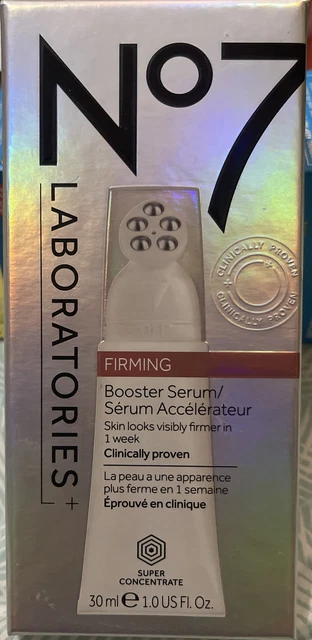 No7
LABORATORIES+
CLINICALLY PROVEN
CLINICALLY PROVEN
FIRMING
Booster Serum/
Sérum Accélérateur
Skin looks visibly firmer in
1 week
Clinically proven
La peau a une apparence
plus ferme en 1 semaine
Éprouvé en clinique
SUPER
CONCENTRATE
30 ml e 1.0 US Fl. Oz.